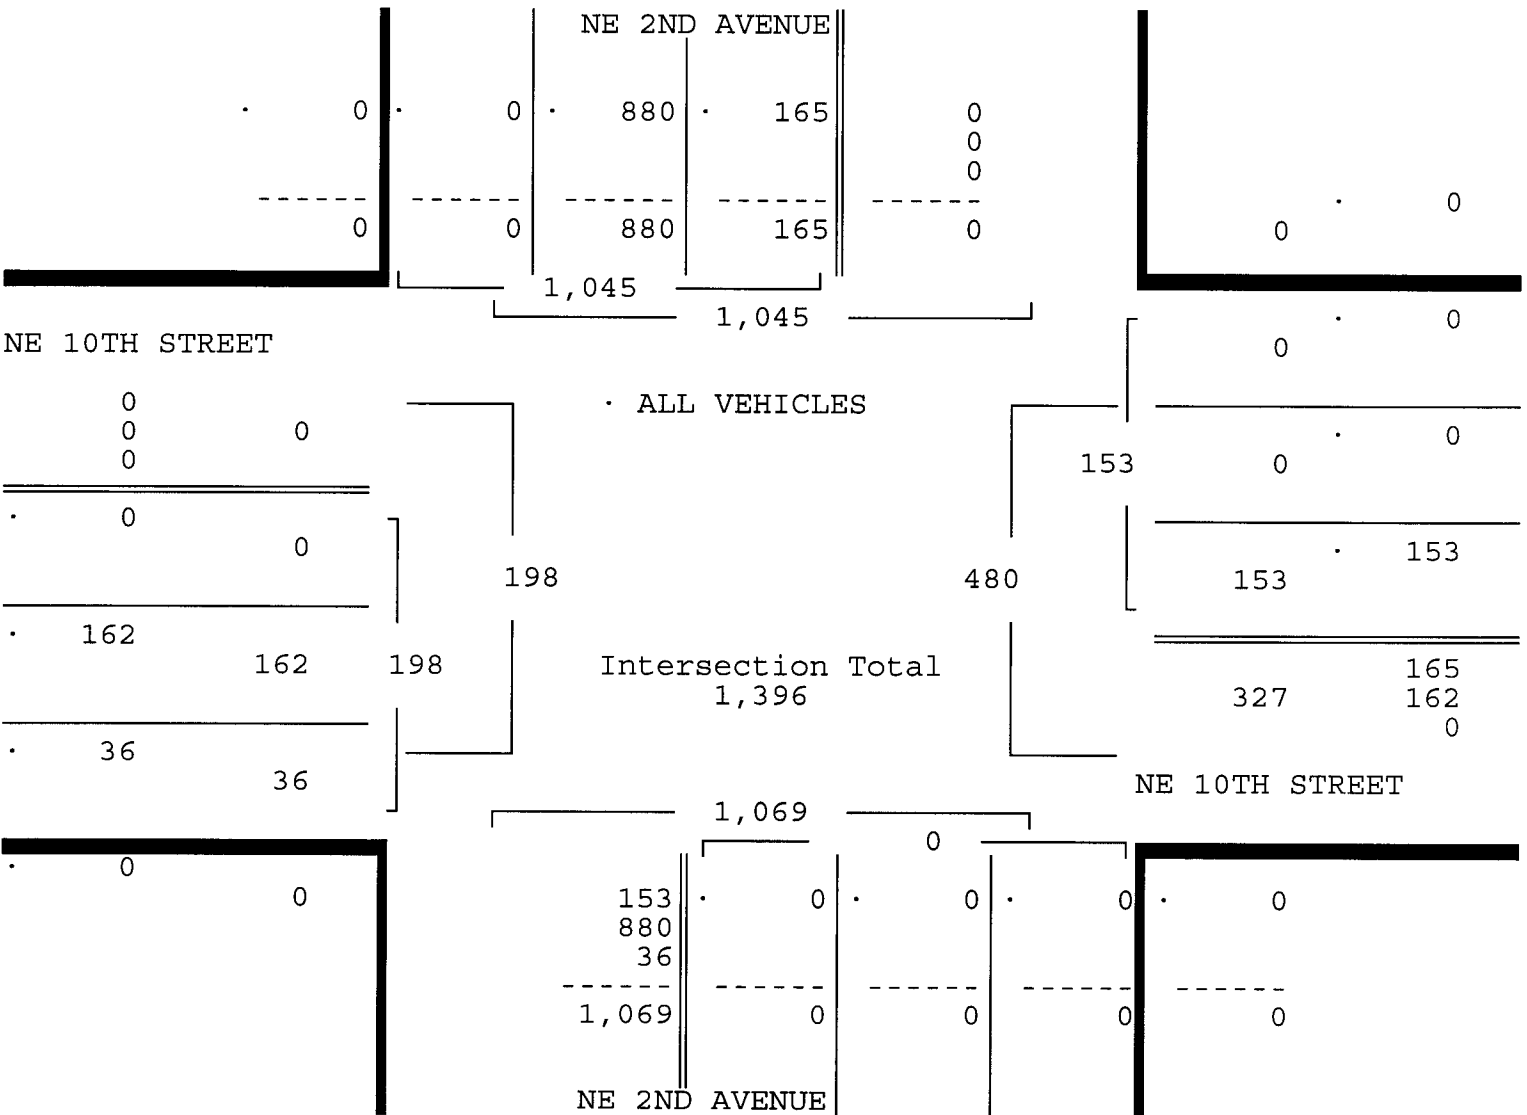 NE 2ND AVENUE
· 0 · 0 · 880 · 165 0
0
0
------ ------ ------ ------ ------
· 0
0 0 880 165 0
0
1,045
1,045
· 0
NE 10TH STREET
0
0
· ALL VEHICLES
0 0
· 0
0
153 0
· 0
0
· 153
198 480 153
· 162
162 198 Intersection Total
165
1,396
327 162
0
· 36
36
NE 10TH STREET
1,069
0
· 0
0
153 · 0 · 0 · 0 · 0
880
36
------ ------ ------ ------ ------
1,069 0 0 0 0
NE 2ND AVENUE